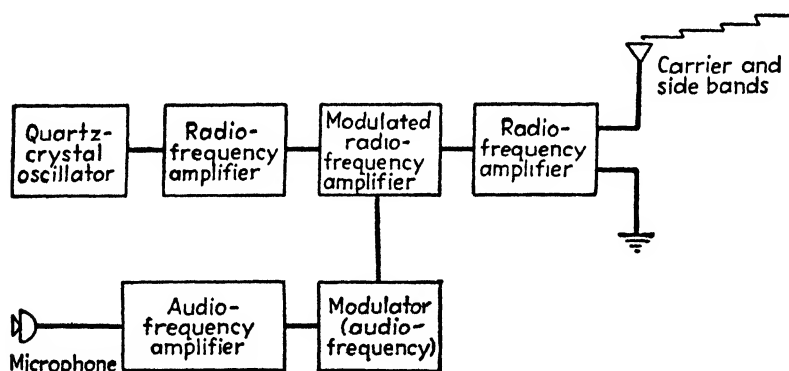 Carrier and
side bands
Quartz-
crystal
oscillator
Radio-
frequency
amplifier
Modulated
radio-
frequency
amplifier
Radio-
frequency
amplifier
Audio-
frequency
amplifier
Modulator
(audio-
frequency)
Microphone